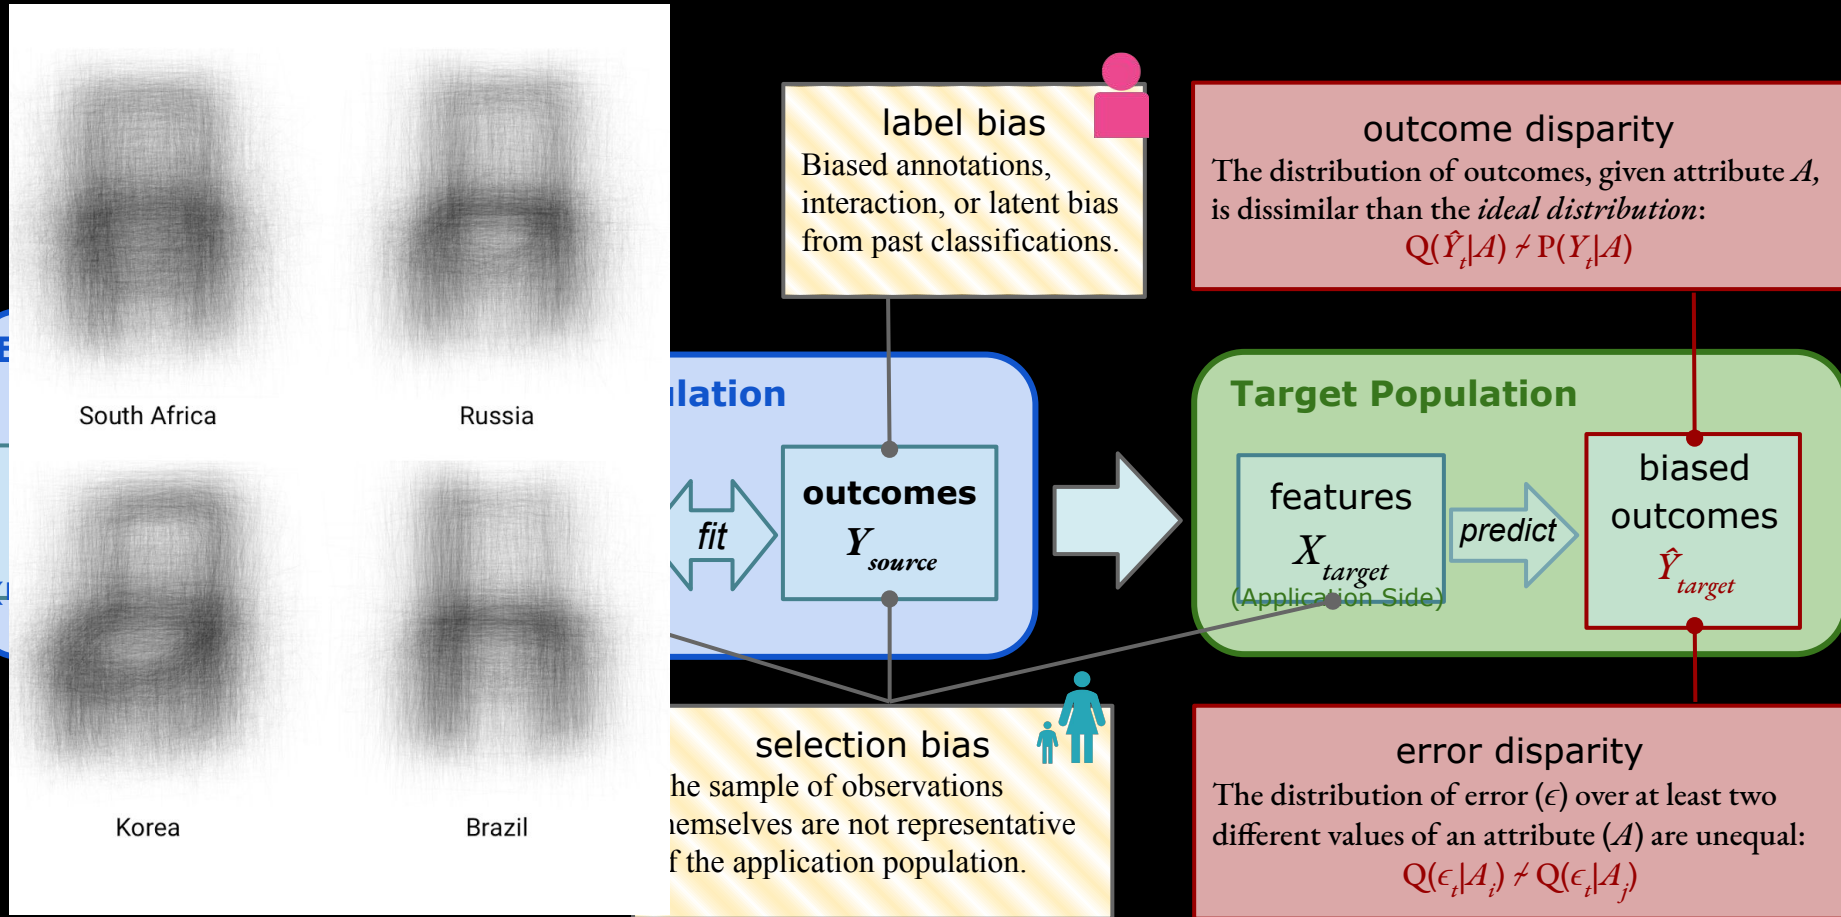 South Africa
Russia
Korea
Brazil
label bias
Biased annotations,
interaction, or latent bias
from past classifications.
outcome disparity
The distribution of outcomes, given attribute A,
is dissimilar than the ideal distribution:
Q(Ŷt|A) ≁ P(Yt|A)
lation
fit
outcomes
Ysource
Target Population
features
Xtarget
(Application Side)
predict
biased
outcomes
Ŷtarget
selection bias
he sample of observations
hemselves are not representative
f the application population.
error disparity
The distribution of error (ϵ) over at least two
different values of an attribute (A) are unequal:
Q(ϵt|Ai) ≁ Q(ϵt|Aj)